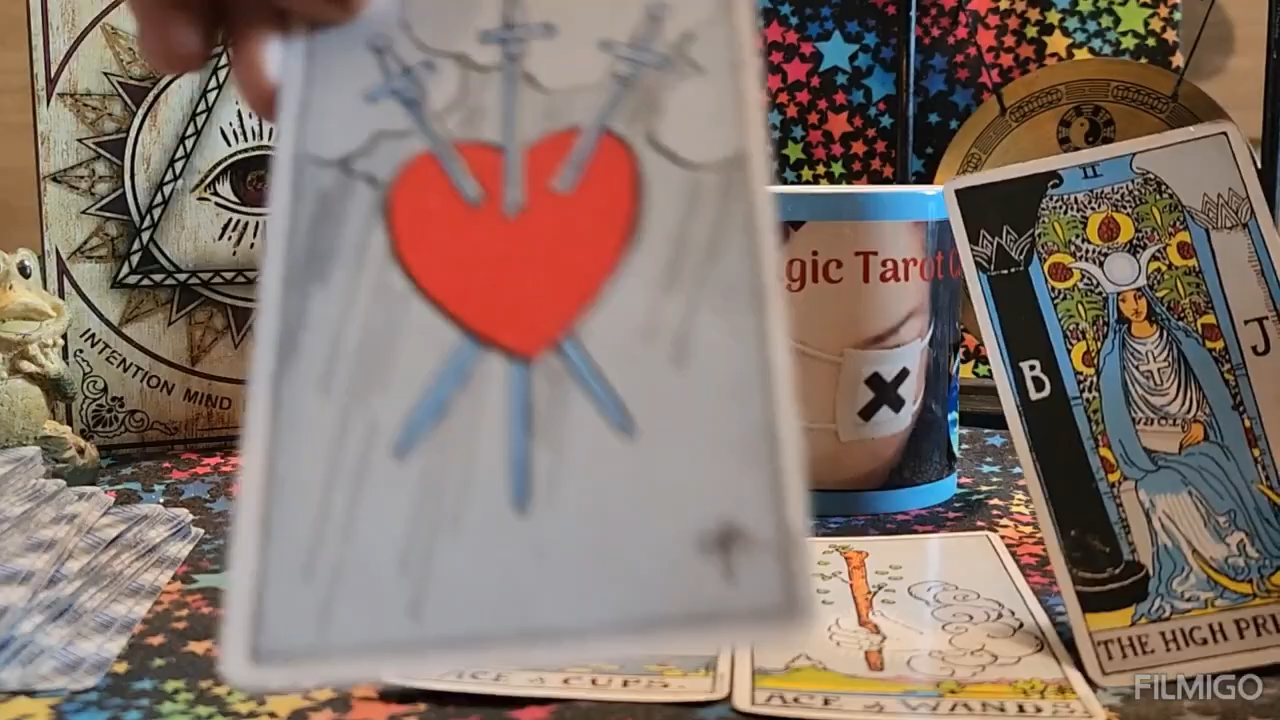 II
INTENTION MIND
gic Tarot
B
J
THE HIGH PRI
ACE of CUPS.
ACE of WANDS
FILMIGO